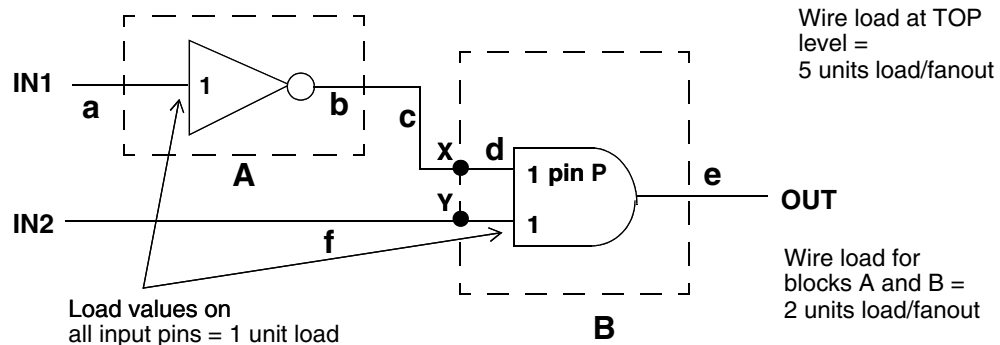 Wire load at TOP
level =
5 units load/fanout
IN1
a
1
b
c
A
X
d
1 pin P
e
OUT
IN2
Y
1
f
Wire load for
blocks A and B =
2 units load/fanout
Load values on
all input pins = 1 unit load
B